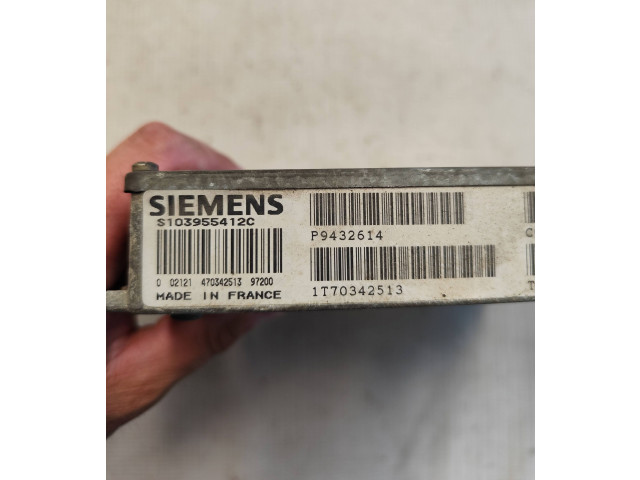 SIEMENS
S103955412C
0 02121 470342513 97200
MADE IN FRANCE
P9432614
1T70342513
T